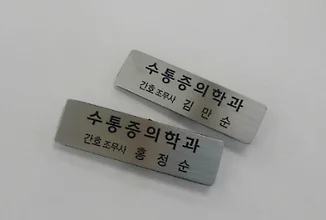 수통증의학과
간호조무사 김만순
수통증의학과
간호조무사 홍정순